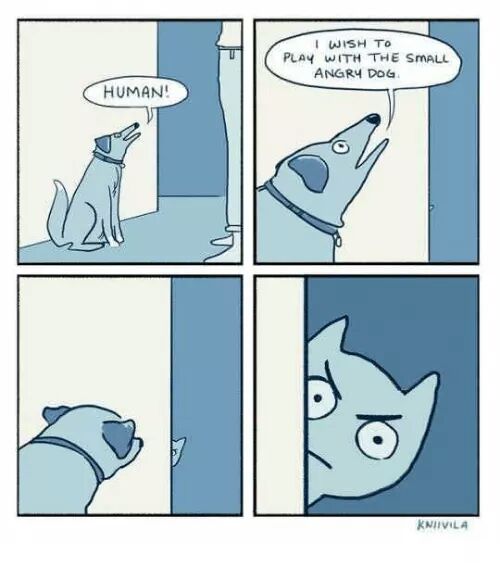 HUMAN!
I WISH TO
PLAY WITH THE SMALL
ANGRY DOG.
KNIIVILA